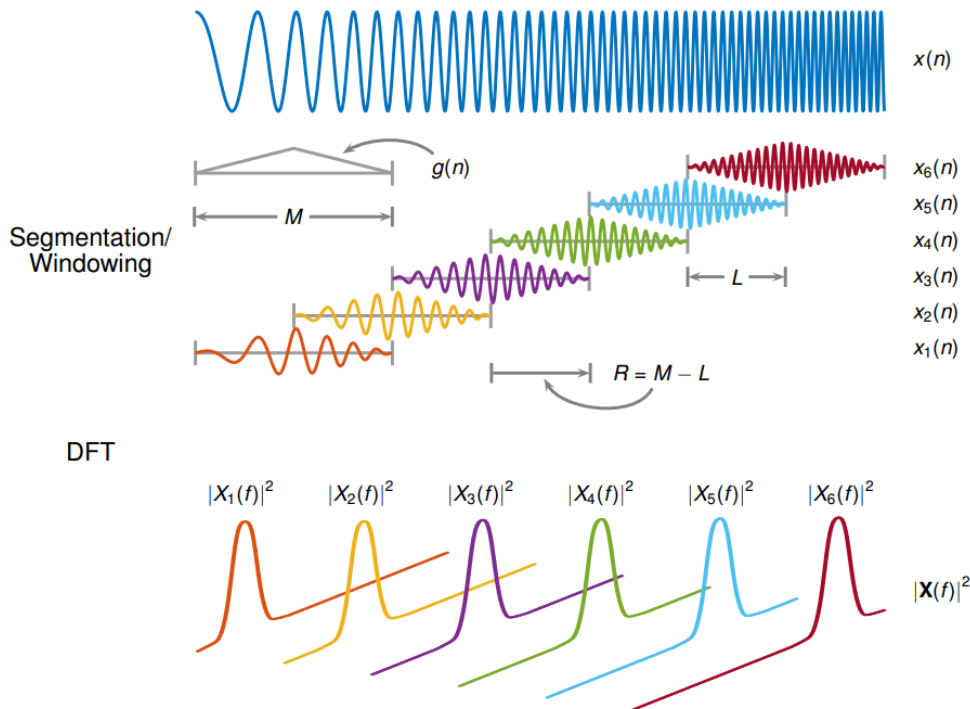 x(n)
g(n)
x₆(n)
M
x₅(n)
Segmentation/
Windowing
x₄(n)
L
x₃(n)
x₂(n)
x₁(n)
R = M − L
DFT
|X₁(f)|²
|X₂(f)|²
|X₃(f)|²
|X₄(f)|²
|X₅(f)|²
|X₆(f)|²
|𝐗(f)|²